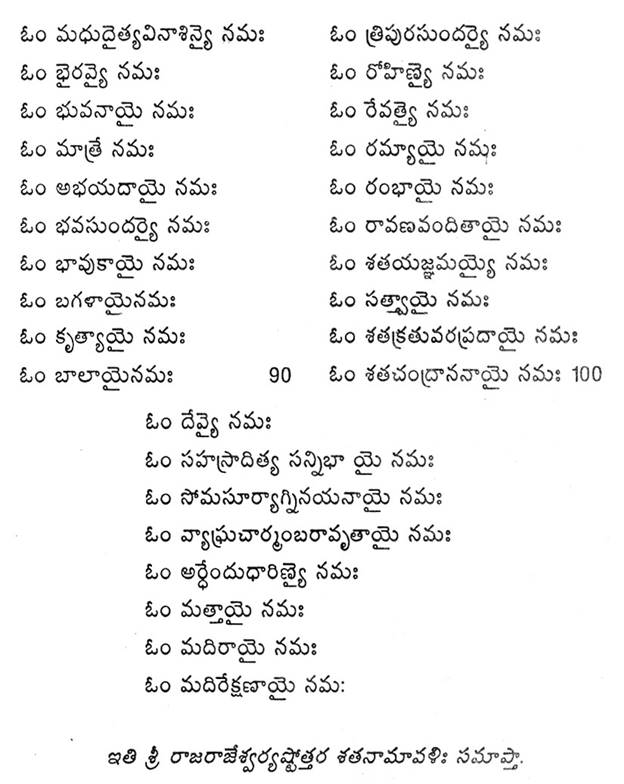 ఓం మధుదైత్యవినాశిన్యై నమః
ఓం భైరవ్యై నమః
ఓం భువనాయై నమః
ఓం మాత్రే నమః
ఓం అభయదాయై నమః
ఓం భవసుందర్యై నమః
ఓం భావుకాయై నమః
ఓం బగళాయైనమః
ఓం కృత్యాయై నమః
ఓం బాలాయైనమః 90
ఓం త్రిపురసుందర్యై నమః
ఓం రోహిణ్యై నమః
ఓం రేవత్యై నమః
ఓం రమ్యాయై నమః
ఓం రంభాయై నమః
ఓం రావణవందితాయై నమః
ఓం శతయజ్ఞమయ్యై నమః
ఓం సత్త్వాయై నమః
ఓం శతక్రతువరప్రదాయై నమః
ఓం శతచంద్రాననాయై నమః 100
ఓం దేవ్యై నమః
ఓం సహస్రాదిత్య సన్నిభా యై నమః
ఓం సోమసూర్యాగ్నినయనాయై నమః
ఓం వ్యాఘ్రచార్మంబరావృతాయై నమః
ఓం అర్ధేందుధారిణ్యై నమః
ఓం మత్తాయై నమః
ఓం మదిరాయై నమః
ఓం మదిరేక్షణాయై నమ:
ఇతి శ్రీ రాజరాజేశ్వర్యష్టోత్తర శతనామావళిః సమాప్తా.